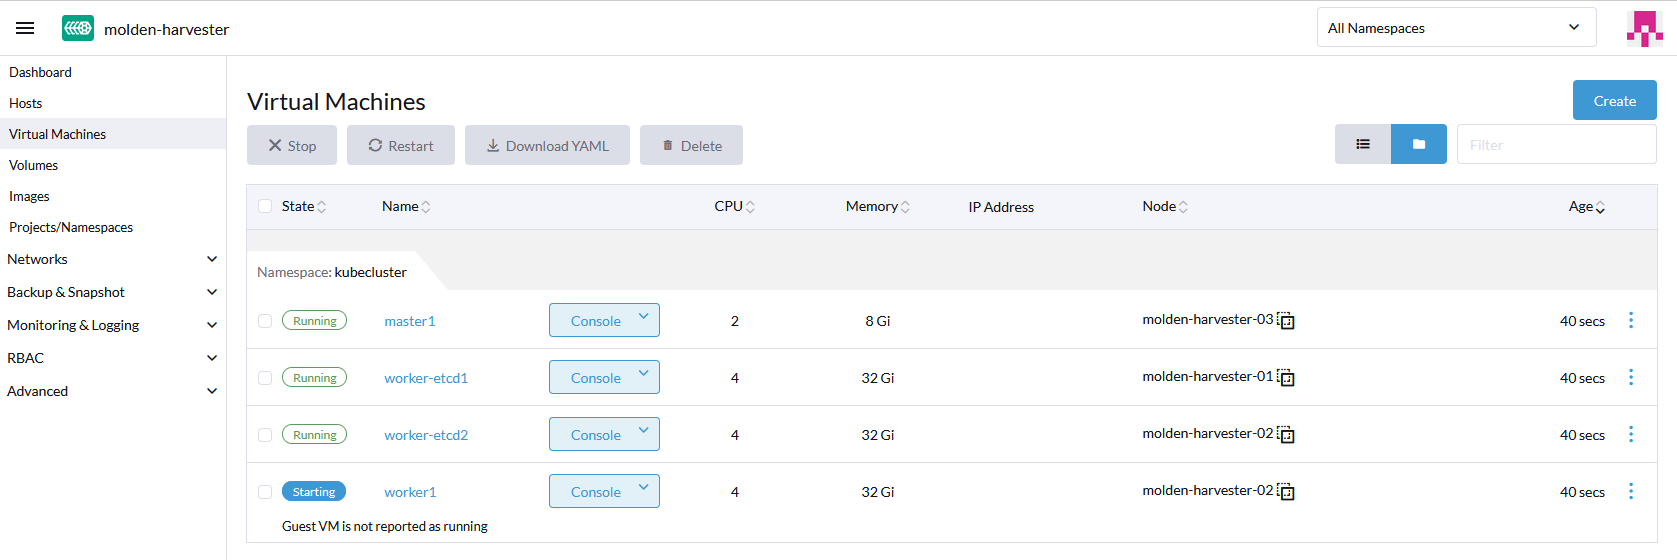 molden-harvester
All Namespaces
Dashboard
Hosts
Virtual Machines
Volumes
Images
Projects/Namespaces
Networks
Backup & Snapshot
Monitoring & Logging
RBAC
Advanced
Virtual Machines
Create
Stop Restart Download YAML Delete
Filter
State Name CPU Memory IP Address Node Age
Namespace: kubecluster
Running master1 Console 2 8 Gi molden-harvester-03 40 secs
Running worker-etcd1 Console 4 32 Gi molden-harvester-01 40 secs
Running worker-etcd2 Console 4 32 Gi molden-harvester-02 40 secs
Starting worker1 Console 4 32 Gi molden-harvester-02 40 secs
Guest VM is not reported as running